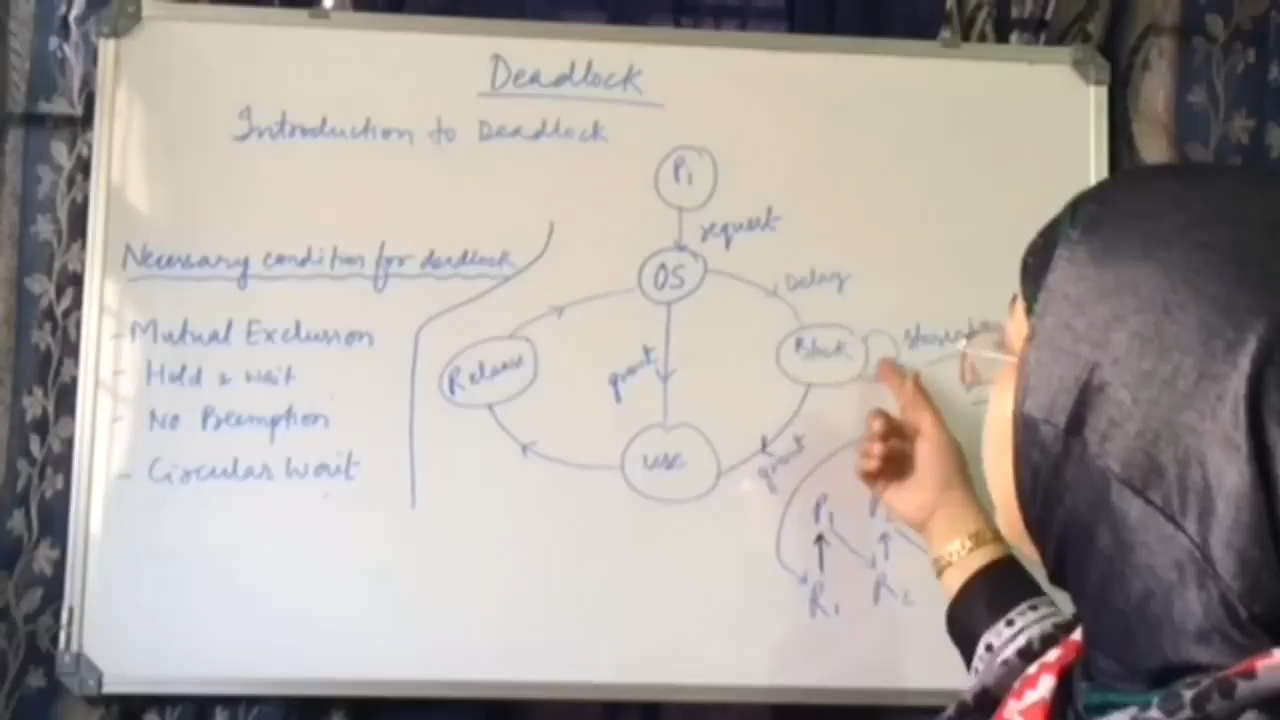 Deadlock
Introduction to Deadlock
P1
request
Necessary condition for deadlock
OS
Delay
- Mutual Exclusion
Block
Release
grant
- Hold & wait
- No Preemption
use
grant
- Circular Wait
P1
R1
R2